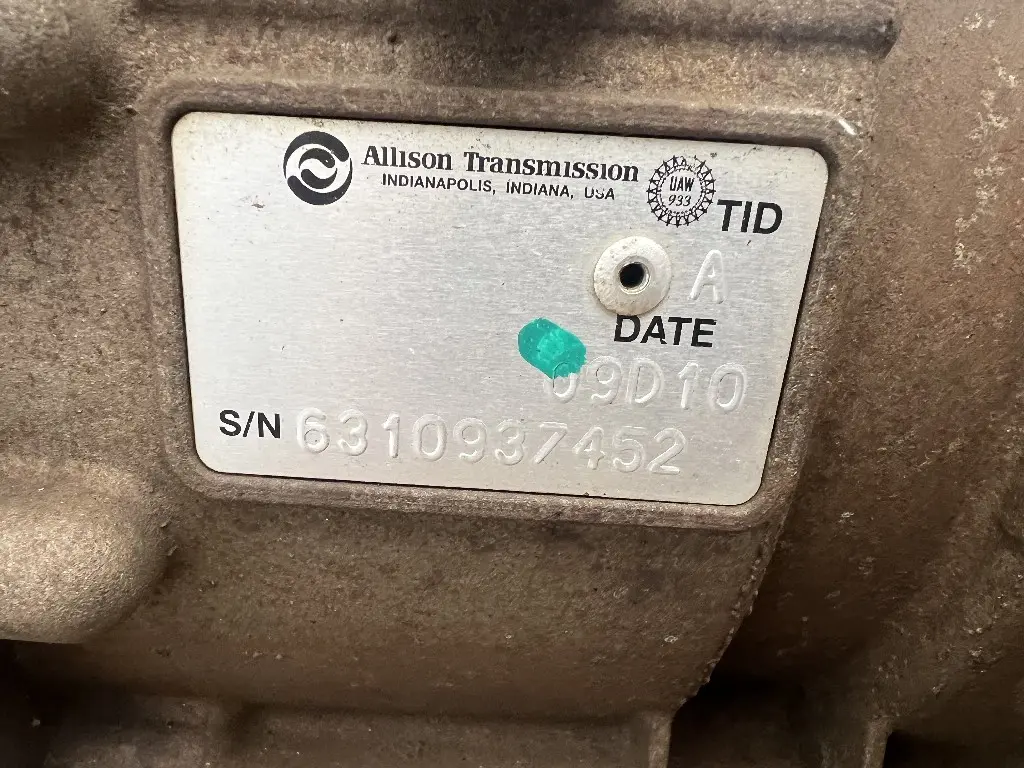 Allison Transmission
INDIANAPOLIS, INDIANA, USA
UAW
933
TID
A
DATE
09D10
S/N 6310937452